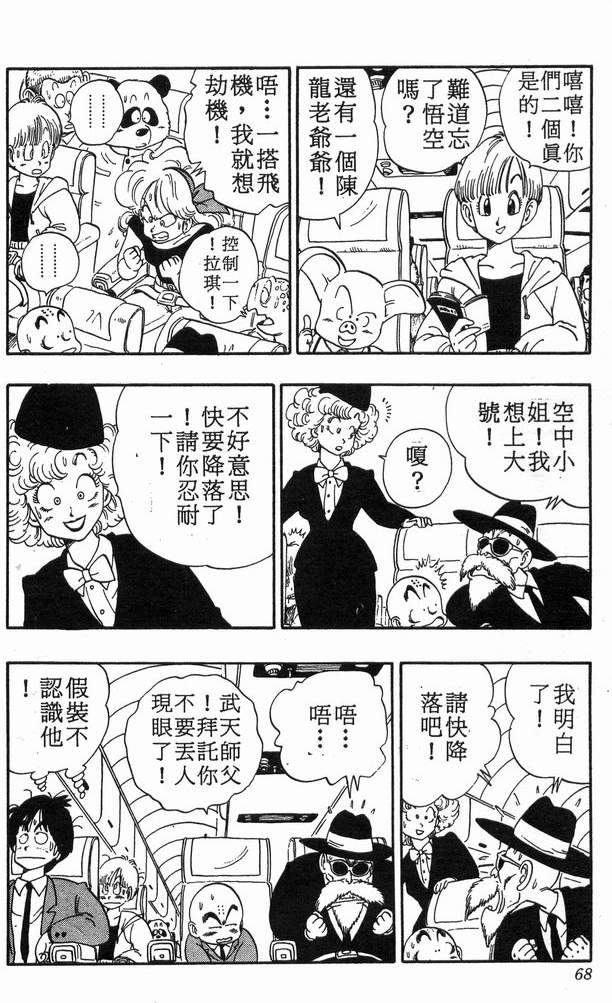 嘻嘻！你
們二個真
是的！
難道忘
了悟空
嗎？
還有一個陳
龍老爺爺！
唔…一搭飛
機，我就想
劫機！
………
控制一下
！拉琪！
………
空中小
姐！我
想上大
號！
嗄？
不好意思！
快要降落了
！請你忍耐
一下！
我明白
了！
請快降
落吧！
唔…
唔…
武天師父
！拜託你
不要丟人
現眼了！
假裝不
認識他
！
68